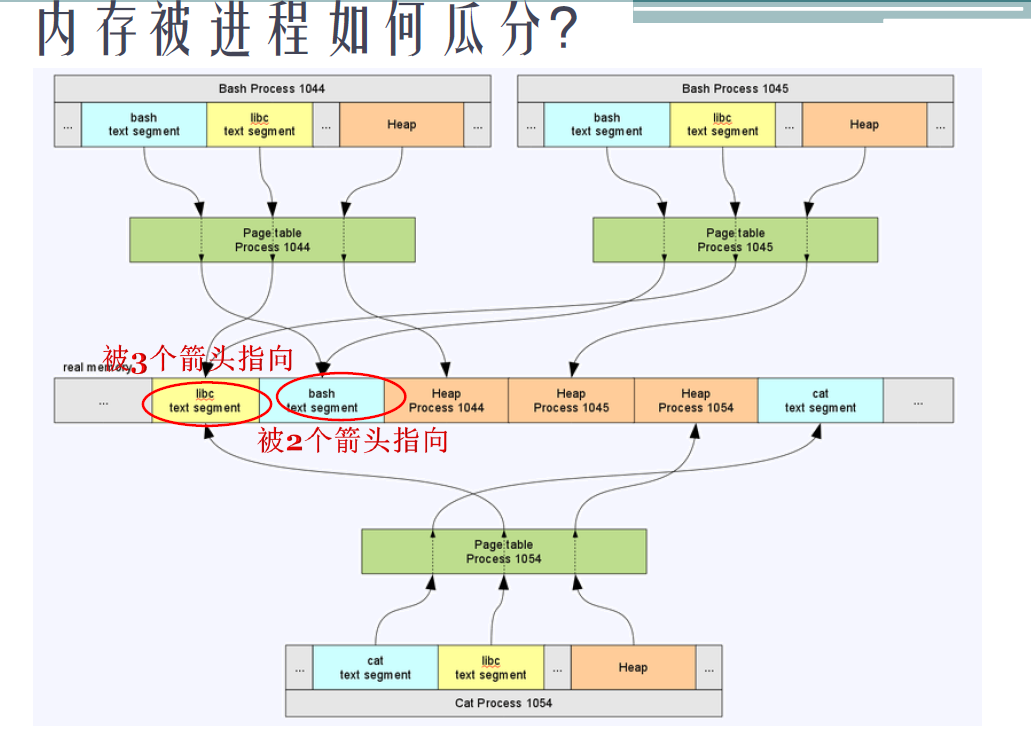 内存被进程如何瓜分?
Bash Process 1044
Bash Process 1045
...
bash
text segment
libc
text segment
...
Heap
...
...
bash
text segment
libc
text segment
...
Heap
...
Page table
Process 1044
Page table
Process 1045
被3个箭头指向
real memory
...
libc
text segment
bash
text segment
Heap
Process 1044
Heap
Process 1045
Heap
Process 1054
cat
text segment
...
被2个箭头指向
Page table
Process 1054
...
cat
text segment
libc
text segment
...
Heap
...
Cat Process 1054